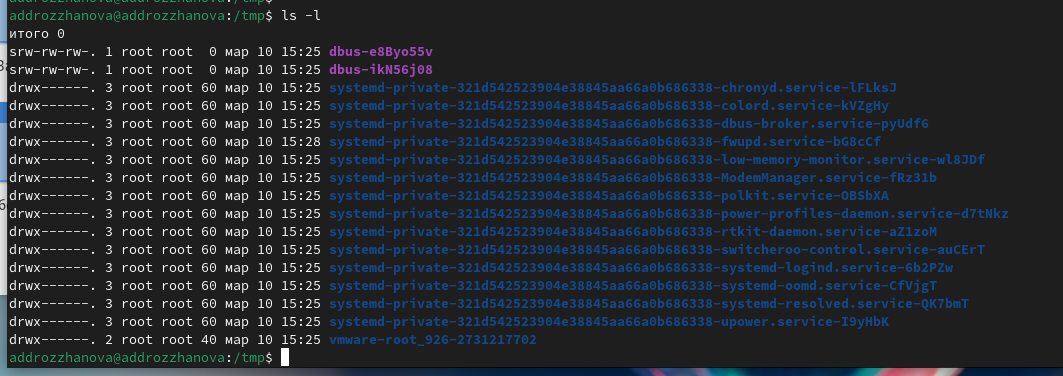 addrozzhanova@addrozzhanova:/tmp$ ls -l
итого 0
srw-rw-rw-. 1 root root  0 мар 10 15:25 dbus-e8Byo55v
srw-rw-rw-. 1 root root  0 мар 10 15:25 dbus-ikN56j08
drwx------. 3 root root 60 мар 10 15:25 systemd-private-321d542523904e38845aa66a0b686338-chronyd.service-lFLksJ
drwx------. 3 root root 60 мар 10 15:25 systemd-private-321d542523904e38845aa66a0b686338-colord.service-kVZgHy
drwx------. 3 root root 60 мар 10 15:25 systemd-private-321d542523904e38845aa66a0b686338-dbus-broker.service-pyUdf6
drwx------. 3 root root 60 мар 10 15:28 systemd-private-321d542523904e38845aa66a0b686338-fwupd.service-bG8cCf
drwx------. 3 root root 60 мар 10 15:25 systemd-private-321d542523904e38845aa66a0b686338-low-memory-monitor.service-wl8JDf
drwx------. 3 root root 60 мар 10 15:25 systemd-private-321d542523904e38845aa66a0b686338-ModemManager.service-fRz31b
drwx------. 3 root root 60 мар 10 15:25 systemd-private-321d542523904e38845aa66a0b686338-polkit.service-OBSbXA
drwx------. 3 root root 60 мар 10 15:25 systemd-private-321d542523904e38845aa66a0b686338-power-profiles-daemon.service-d7tNkz
drwx------. 3 root root 60 мар 10 15:25 systemd-private-321d542523904e38845aa66a0b686338-rtkit-daemon.service-aZ1zoM
drwx------. 3 root root 60 мар 10 15:25 systemd-private-321d542523904e38845aa66a0b686338-switcheroo-control.service-auCErT
drwx------. 3 root root 60 мар 10 15:25 systemd-private-321d542523904e38845aa66a0b686338-systemd-logind.service-6b2PZw
drwx------. 3 root root 60 мар 10 15:25 systemd-private-321d542523904e38845aa66a0b686338-systemd-oomd.service-CfVjgT
drwx------. 3 root root 60 мар 10 15:25 systemd-private-321d542523904e38845aa66a0b686338-systemd-resolved.service-QK7bmT
drwx------. 3 root root 60 мар 10 15:25 systemd-private-321d542523904e38845aa66a0b686338-upower.service-I9yHbK
drwx------. 2 root root 40 мар 10 15:25 vmware-root_926-2731217702
addrozzhanova@addrozzhanova:/tmp$